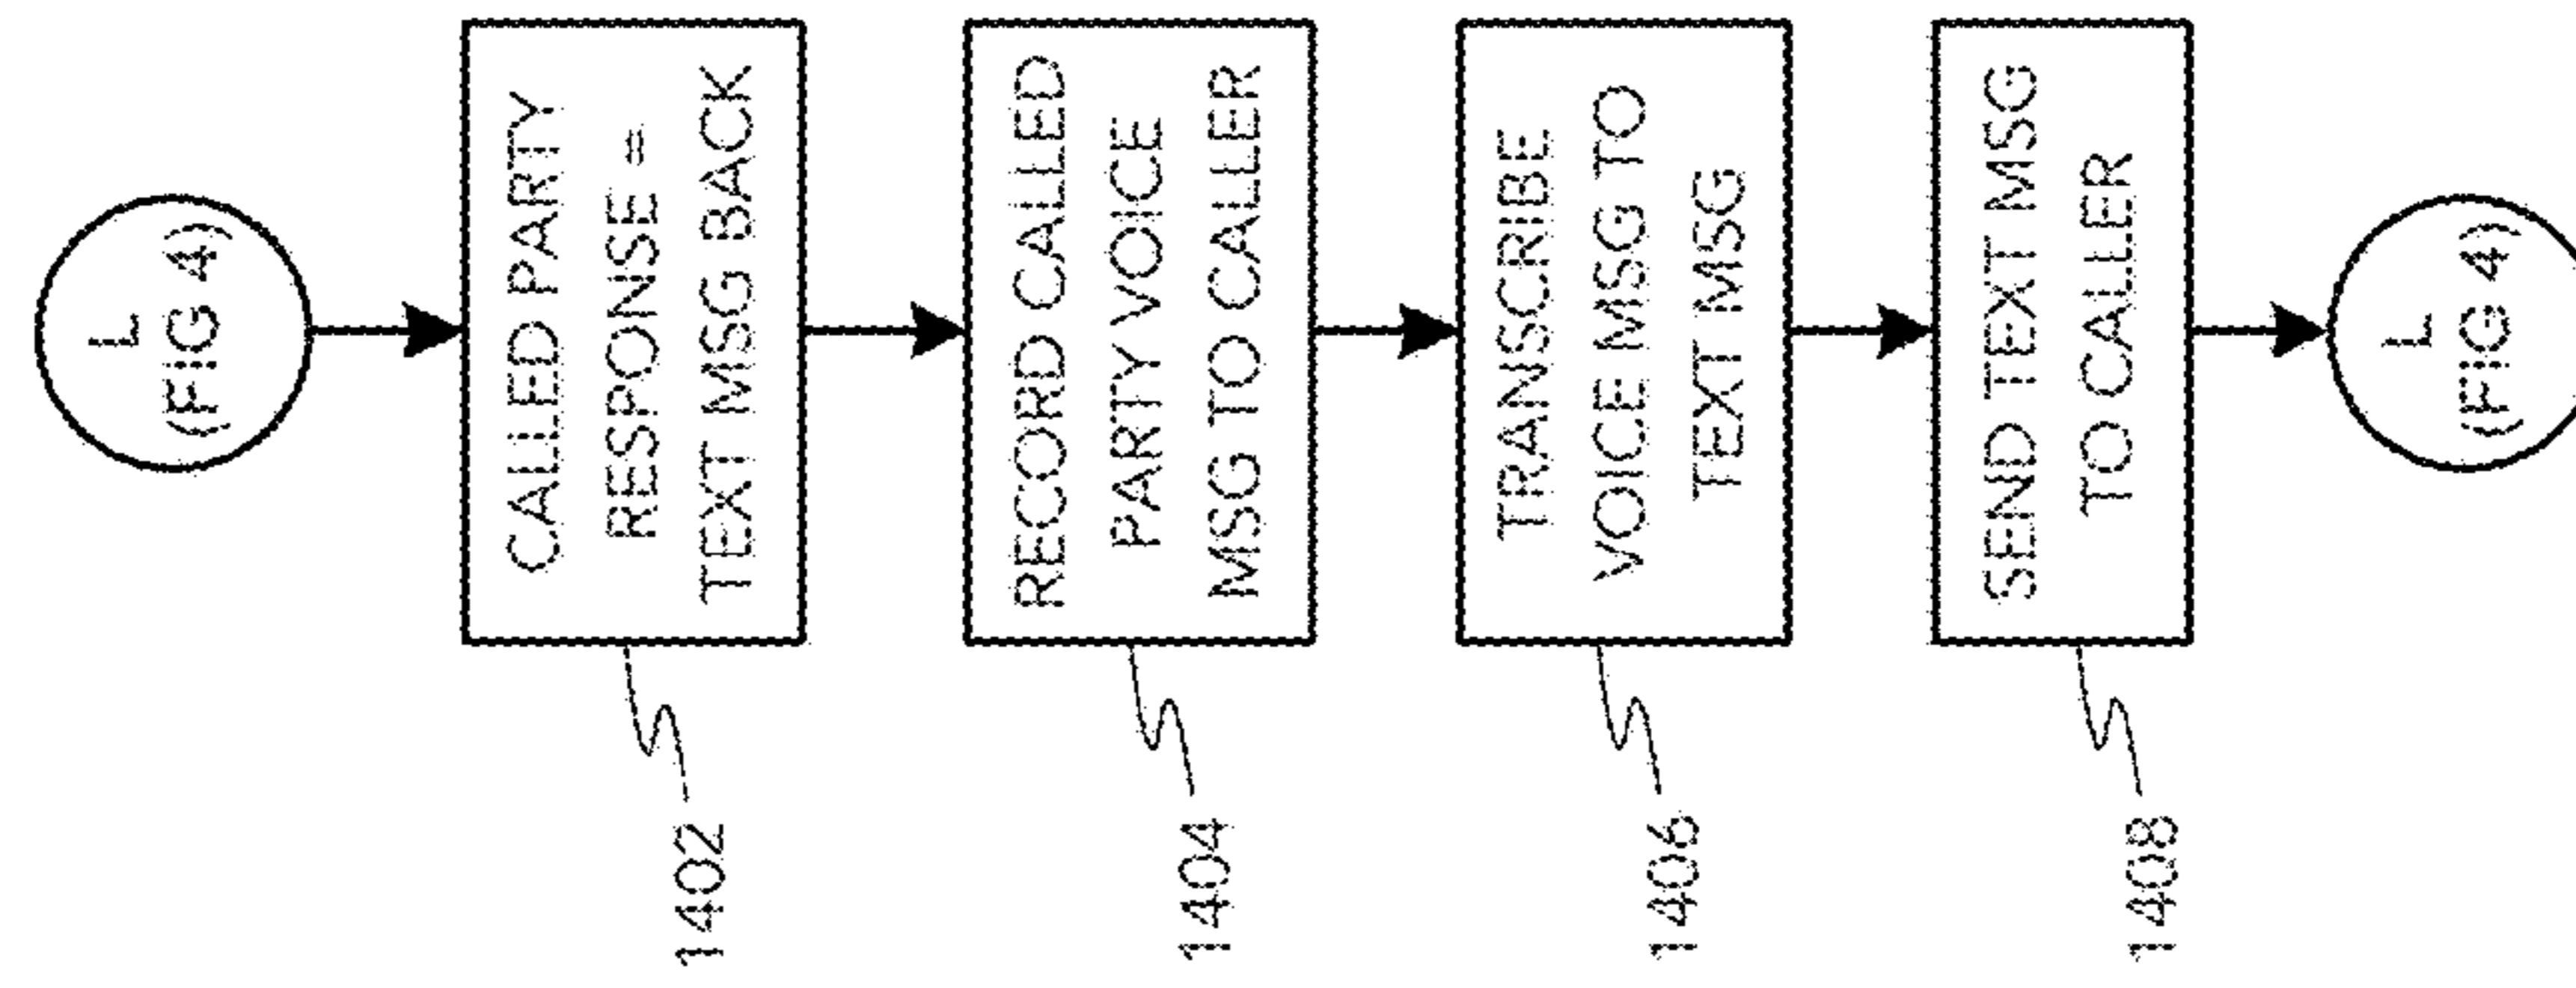 L
(FIG 4)
CALLED PARTY
RESPONSE =
TEXT MSG BACK
1402
RECORD CALLED
PARTY VOICE
MSG TO CALLER
1404
TRANSCRIBE
VOICE MSG TO
TEXT MSG
1406
SEND TEXT MSG
TO CALLER
1408
L
(FIG 4)